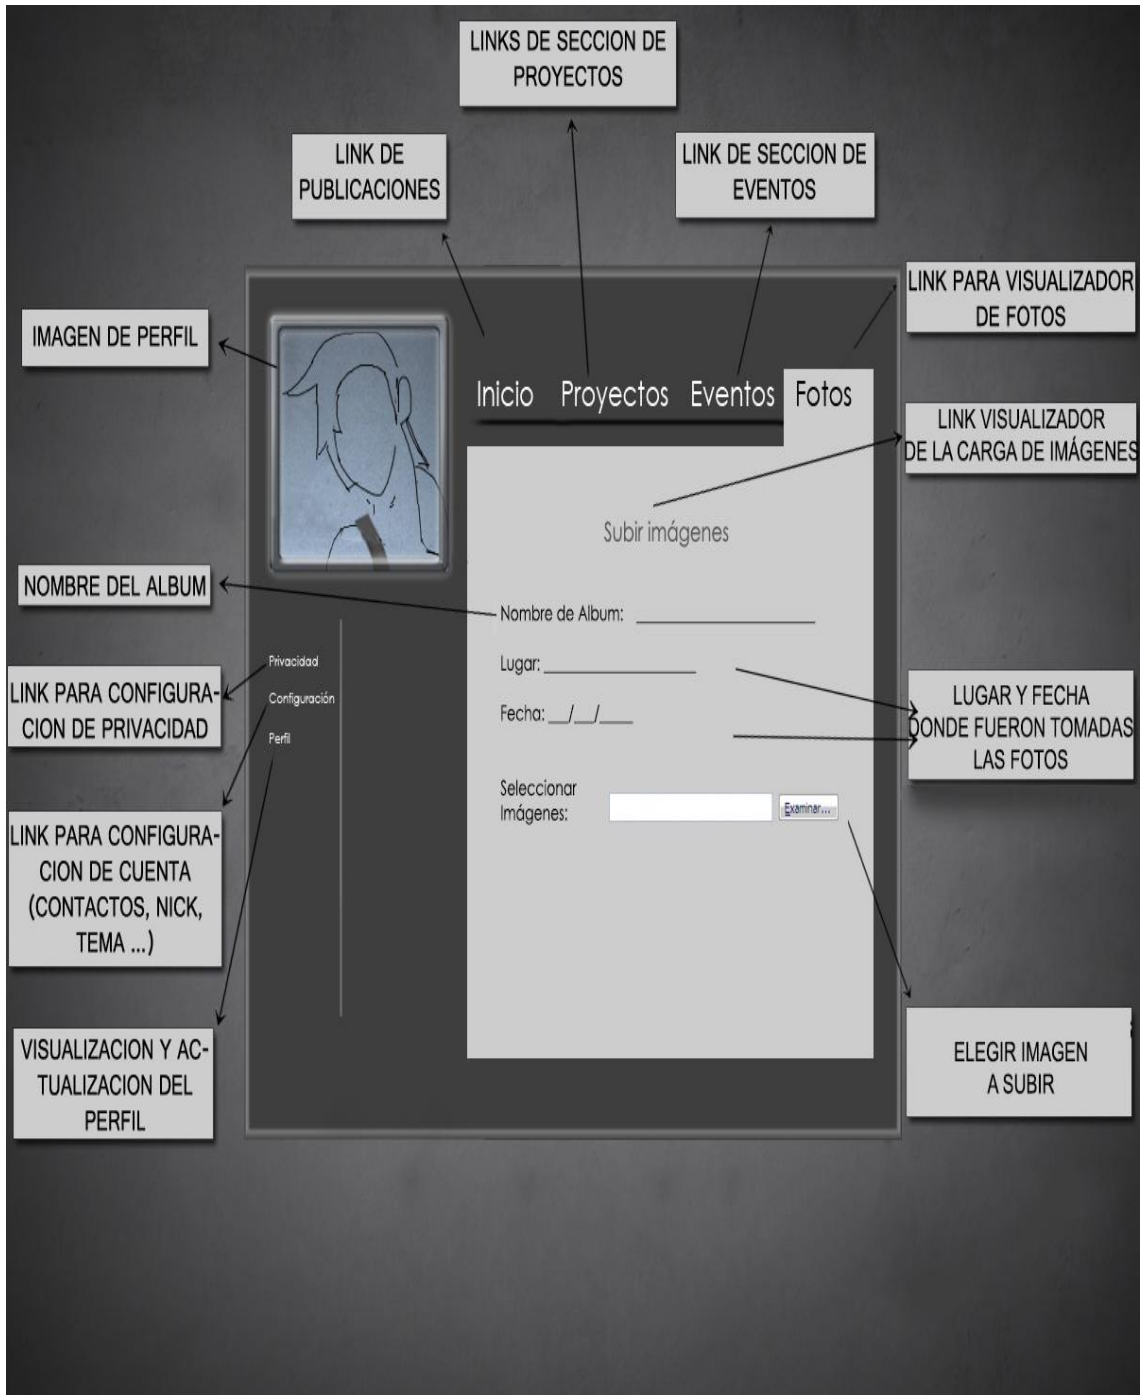 LINKS DE SECCION DE
PROYECTOS
LINK DE
PUBLICACIONES
LINK DE SECCION DE
EVENTOS
LINK PARA VISUALIZADOR
DE FOTOS
IMAGEN DE PERFIL
Inicio Proyectos Eventos Fotos
LINK VISUALIZADOR
DE LA CARGA DE IMÁGENES
Subir imágenes
NOMBRE DEL ALBUM
Nombre de Album: ____________________
Privacidad
Configuración
Perfil
Lugar: _________________
Fecha: __/__/____
LINK PARA CONFIGURA-
CION DE PRIVACIDAD
LUGAR Y FECHA
DONDE FUERON TOMADAS
LAS FOTOS
Seleccionar
Imágenes:
Examinar...
LINK PARA CONFIGURA-
CION DE CUENTA
(CONTACTOS, NICK,
TEMA ...)
VISUALIZACION Y AC-
TUALIZACION DEL
PERFIL
ELEGIR IMAGEN
A SUBIR